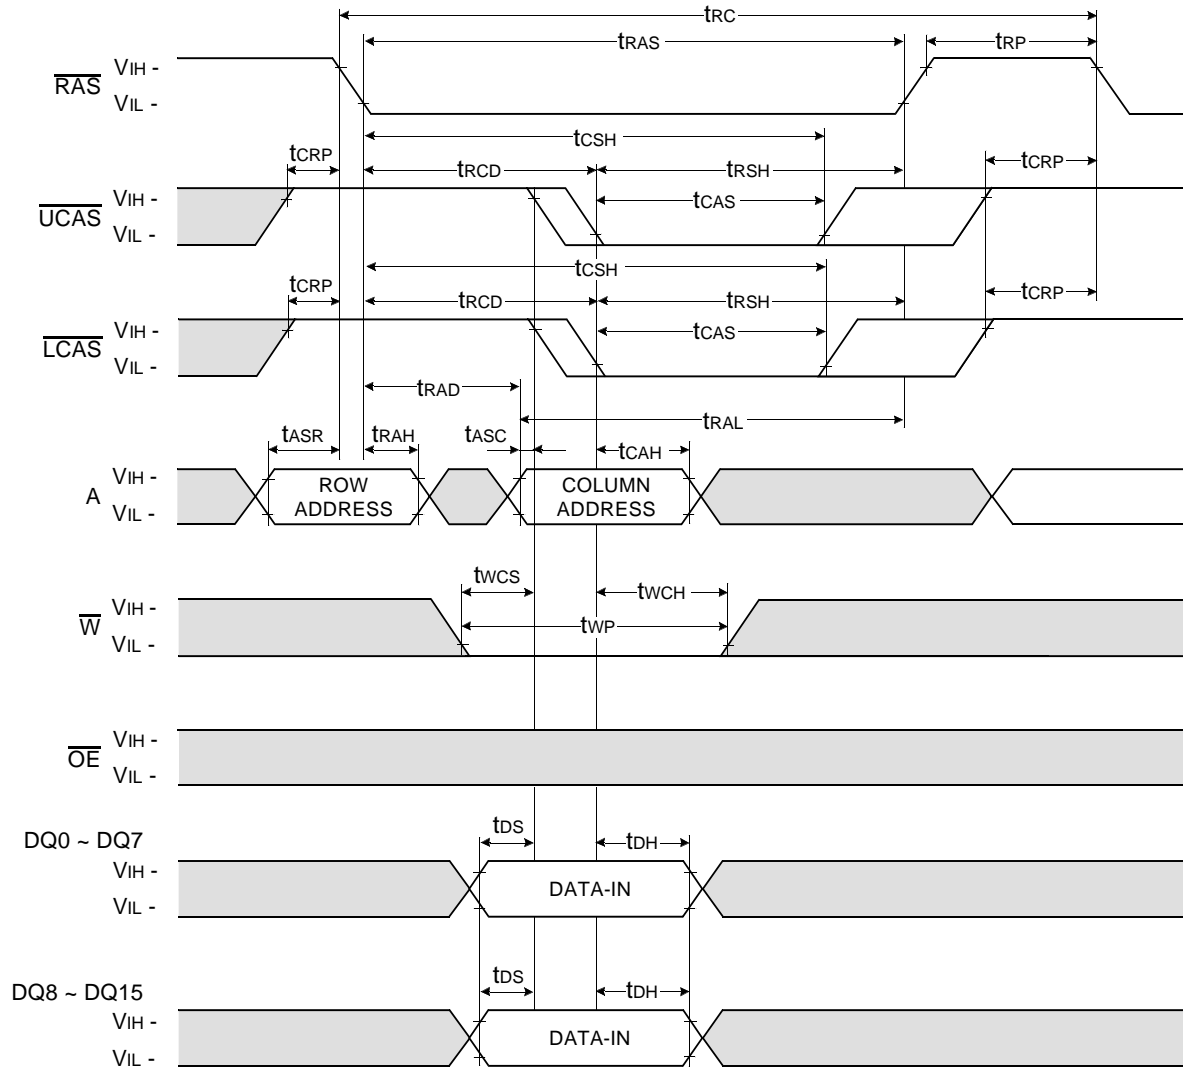 tRC
tRAS
tRP
RAS
VIH -
VIL -
tCSH
tCRP
tRCD
tRSH
tCRP
UCAS
VIH -
VIL -
tCAS
tCSH
tCRP
tRCD
tRSH
tCRP
LCAS
VIH -
VIL -
tCAS
tRAD
tRAL
tASR
tRAH
tASC
tCAH
A
VIH -
VIL -
ROW
ADDRESS
COLUMN
ADDRESS
tWCS
tWCH
W
VIH -
VIL -
tWP
OE
VIH -
VIL -
DQ0 ~ DQ7
VIH -
VIL -
tDS
tDH
DATA-IN
DQ8 ~ DQ15
VIH -
VIL -
tDS
tDH
DATA-IN